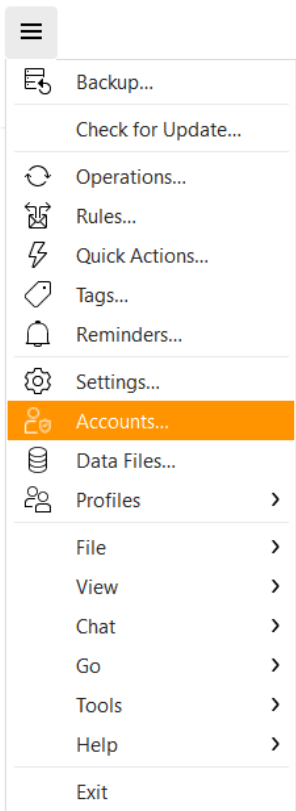 Backup...
Check for Update...
Operations...
Rules...
Quick Actions...
Tags...
Reminders...
Settings...
Accounts...
Data Files...
Profiles
File
View
Chat
Go
Tools
Help
Exit